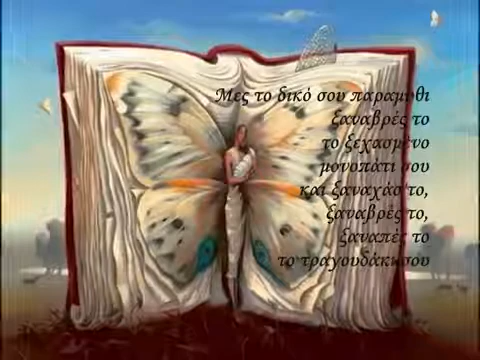 Μες το δικό σου παραμύθι
ξαναβρές το
το ξεχασμένο
μονοπάτι σου
και ξαναχάσ το,
ξαναβρές το,
ξαναπές το
το τραγουδάκι σου